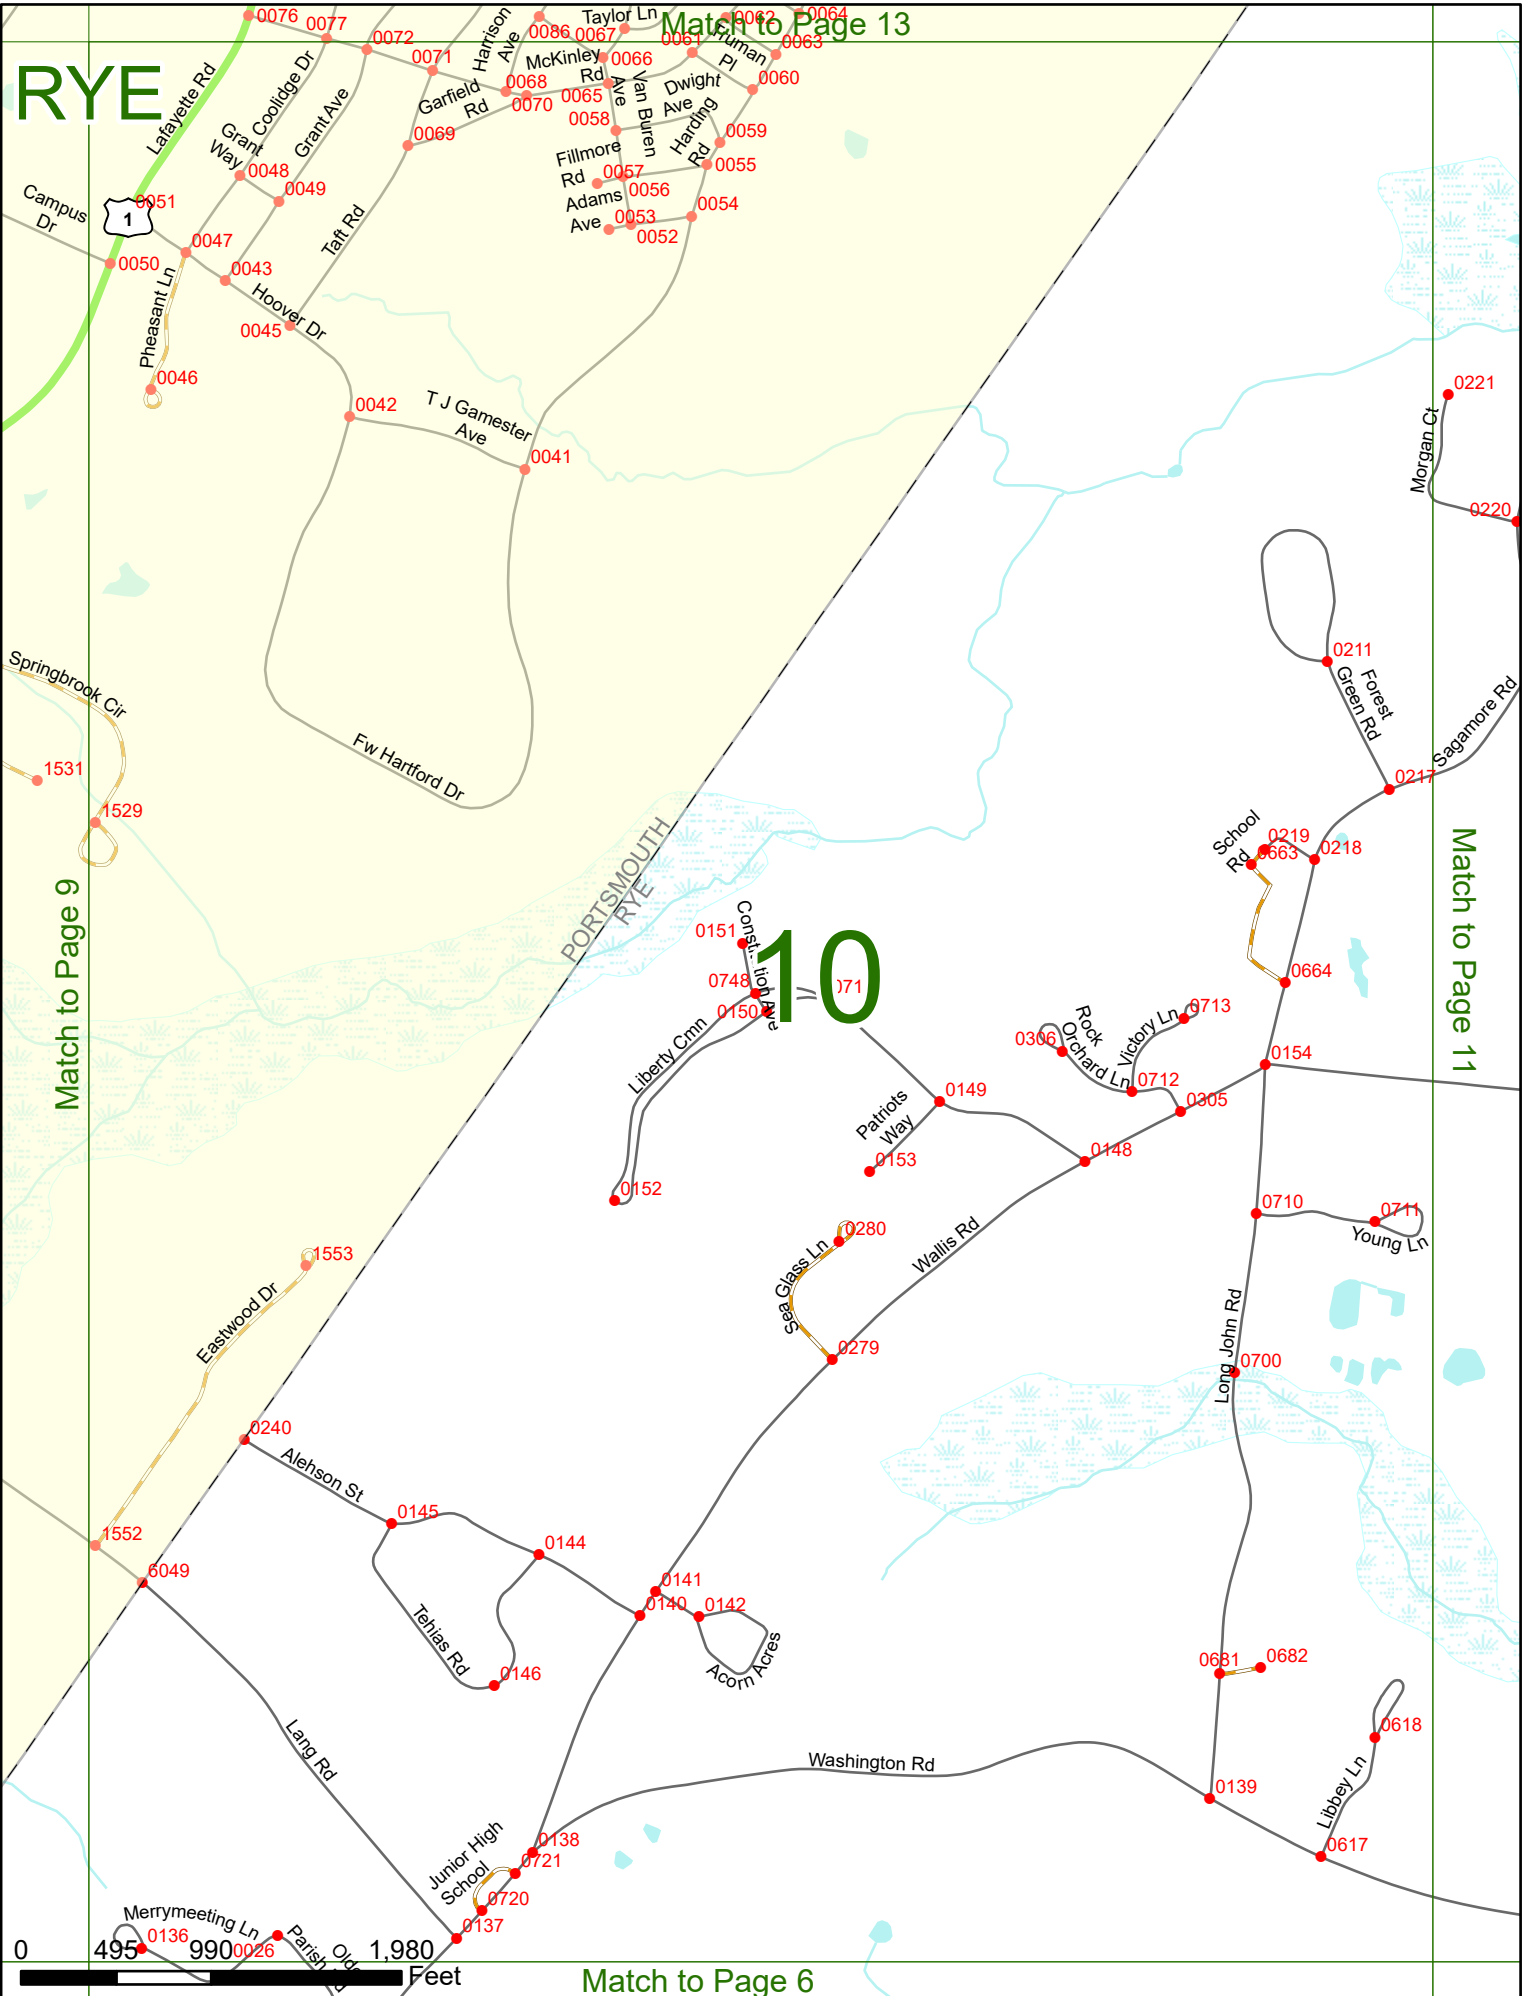 0076
0077
0072
0071
Harrison
Ave
0086
0067
Taylor Ln
0062
0064
Match to Page 13
0061
0063
Truman
Pl
RYE
Lafayette Rd
Coolidge Dr
Grant
Way
Grant Ave
Garfield
Rd
0068
0070
McKinley
Rd
0066
0065
Ave
Van Buren
Dwight
Ave
0060
0069
0058
Harding
Rd
0059
0055
Fillmore
Rd
0057
0056
Adams
Ave
0053
0052
0054
0048
0049
Campus
Dr
0051
1
0047
0050
0043
Taft Rd
Pheasant Ln
Hoover Dr
0045
0046
0042
T J Gamester
Ave
0041
0221
Morgan Ct
0220
0211
Forest
Green Rd
Sagamore Rd
0217
Springbrook Cir
1531
1529
Fw Hartford Dr
School
Rd
0219
0663
0218
PORTSMOUTH
RYE
Match to Page 9
Match to Page 11
0151
0748
0150
10
071
Liberty Cmn
0664
Rock
Orchard Ln
0306
Victory Ln
0713
0712
0305
0154
0149
Patriots
Way
0153
0148
0152
0710
0711
Young Ln
0280
Sea Glass Ln
Wallis Rd
0279
1553
Eastwood Dr
Long John Rd
0700
0240
Alehson St
0145
0144
1552
6049
0141
0140
0142
Acorn Acres
Tehias Rd
0146
0681
0682
0618
Lang Rd
Washington Rd
0139
Libbey Ln
0617
0138
Junior High
School
0721
0720
0137
Merrymeeting Ln
0136
0026
0
495
990
1,980
Feet
Match to Page 6